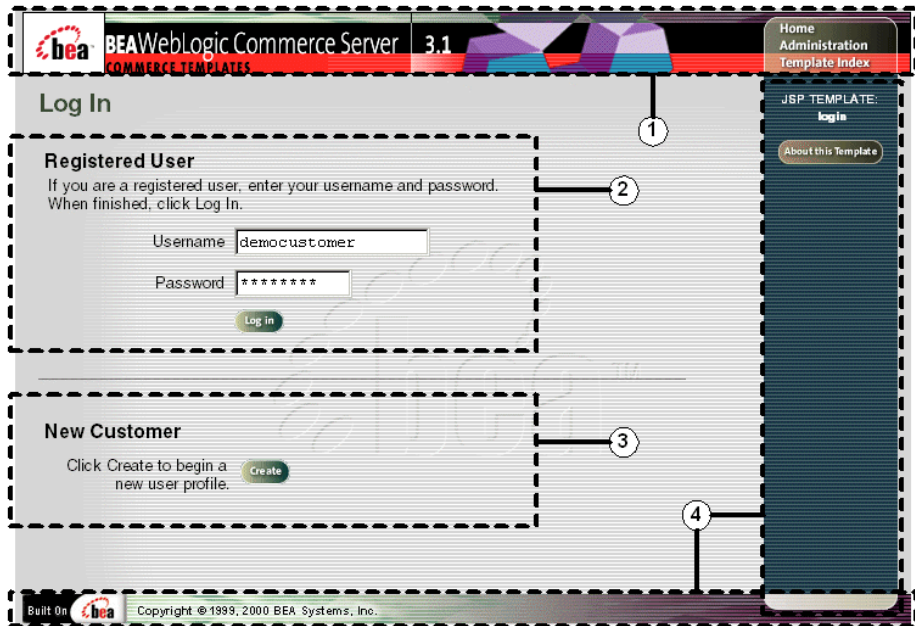 bea
BEAWebLogic Commerce Server 3.1
COMMERCE TEMPLATES
Home
Administration
Template Index
Log In
JSP TEMPLATE:
login
About this Template
1
Registered User
If you are a registered user, enter your username and password.
When finished, click Log In.
2
Username democustomer
Password ********
Log in
bea TM
New Customer
Click Create to begin a
new user profile.
Create
3
4
Built On bea Copyright © 1999, 2000 BEA Systems, Inc.